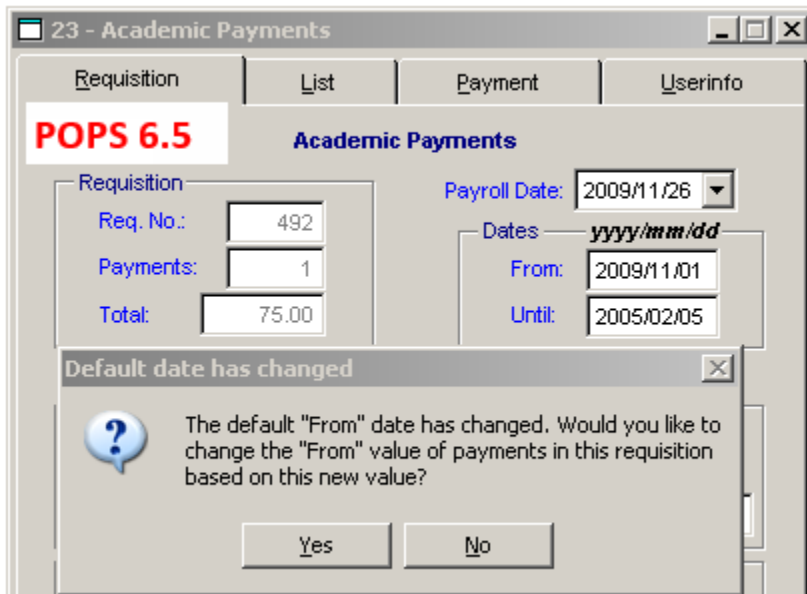 23 - Academic Payments
Requisition List Payment Userinfo
POPS 6.5
Academic Payments
Requisition
Req. No.: 492
Payments: 1
Total: 75.00
Payroll Date: 2009/11/26
Dates yyyy/mm/dd
From: 2009/11/01
Until: 2005/02/05
Default date has changed
The default "From" date has changed. Would you like to
change the "From" value of payments in this requisition
based on this new value?
Yes No